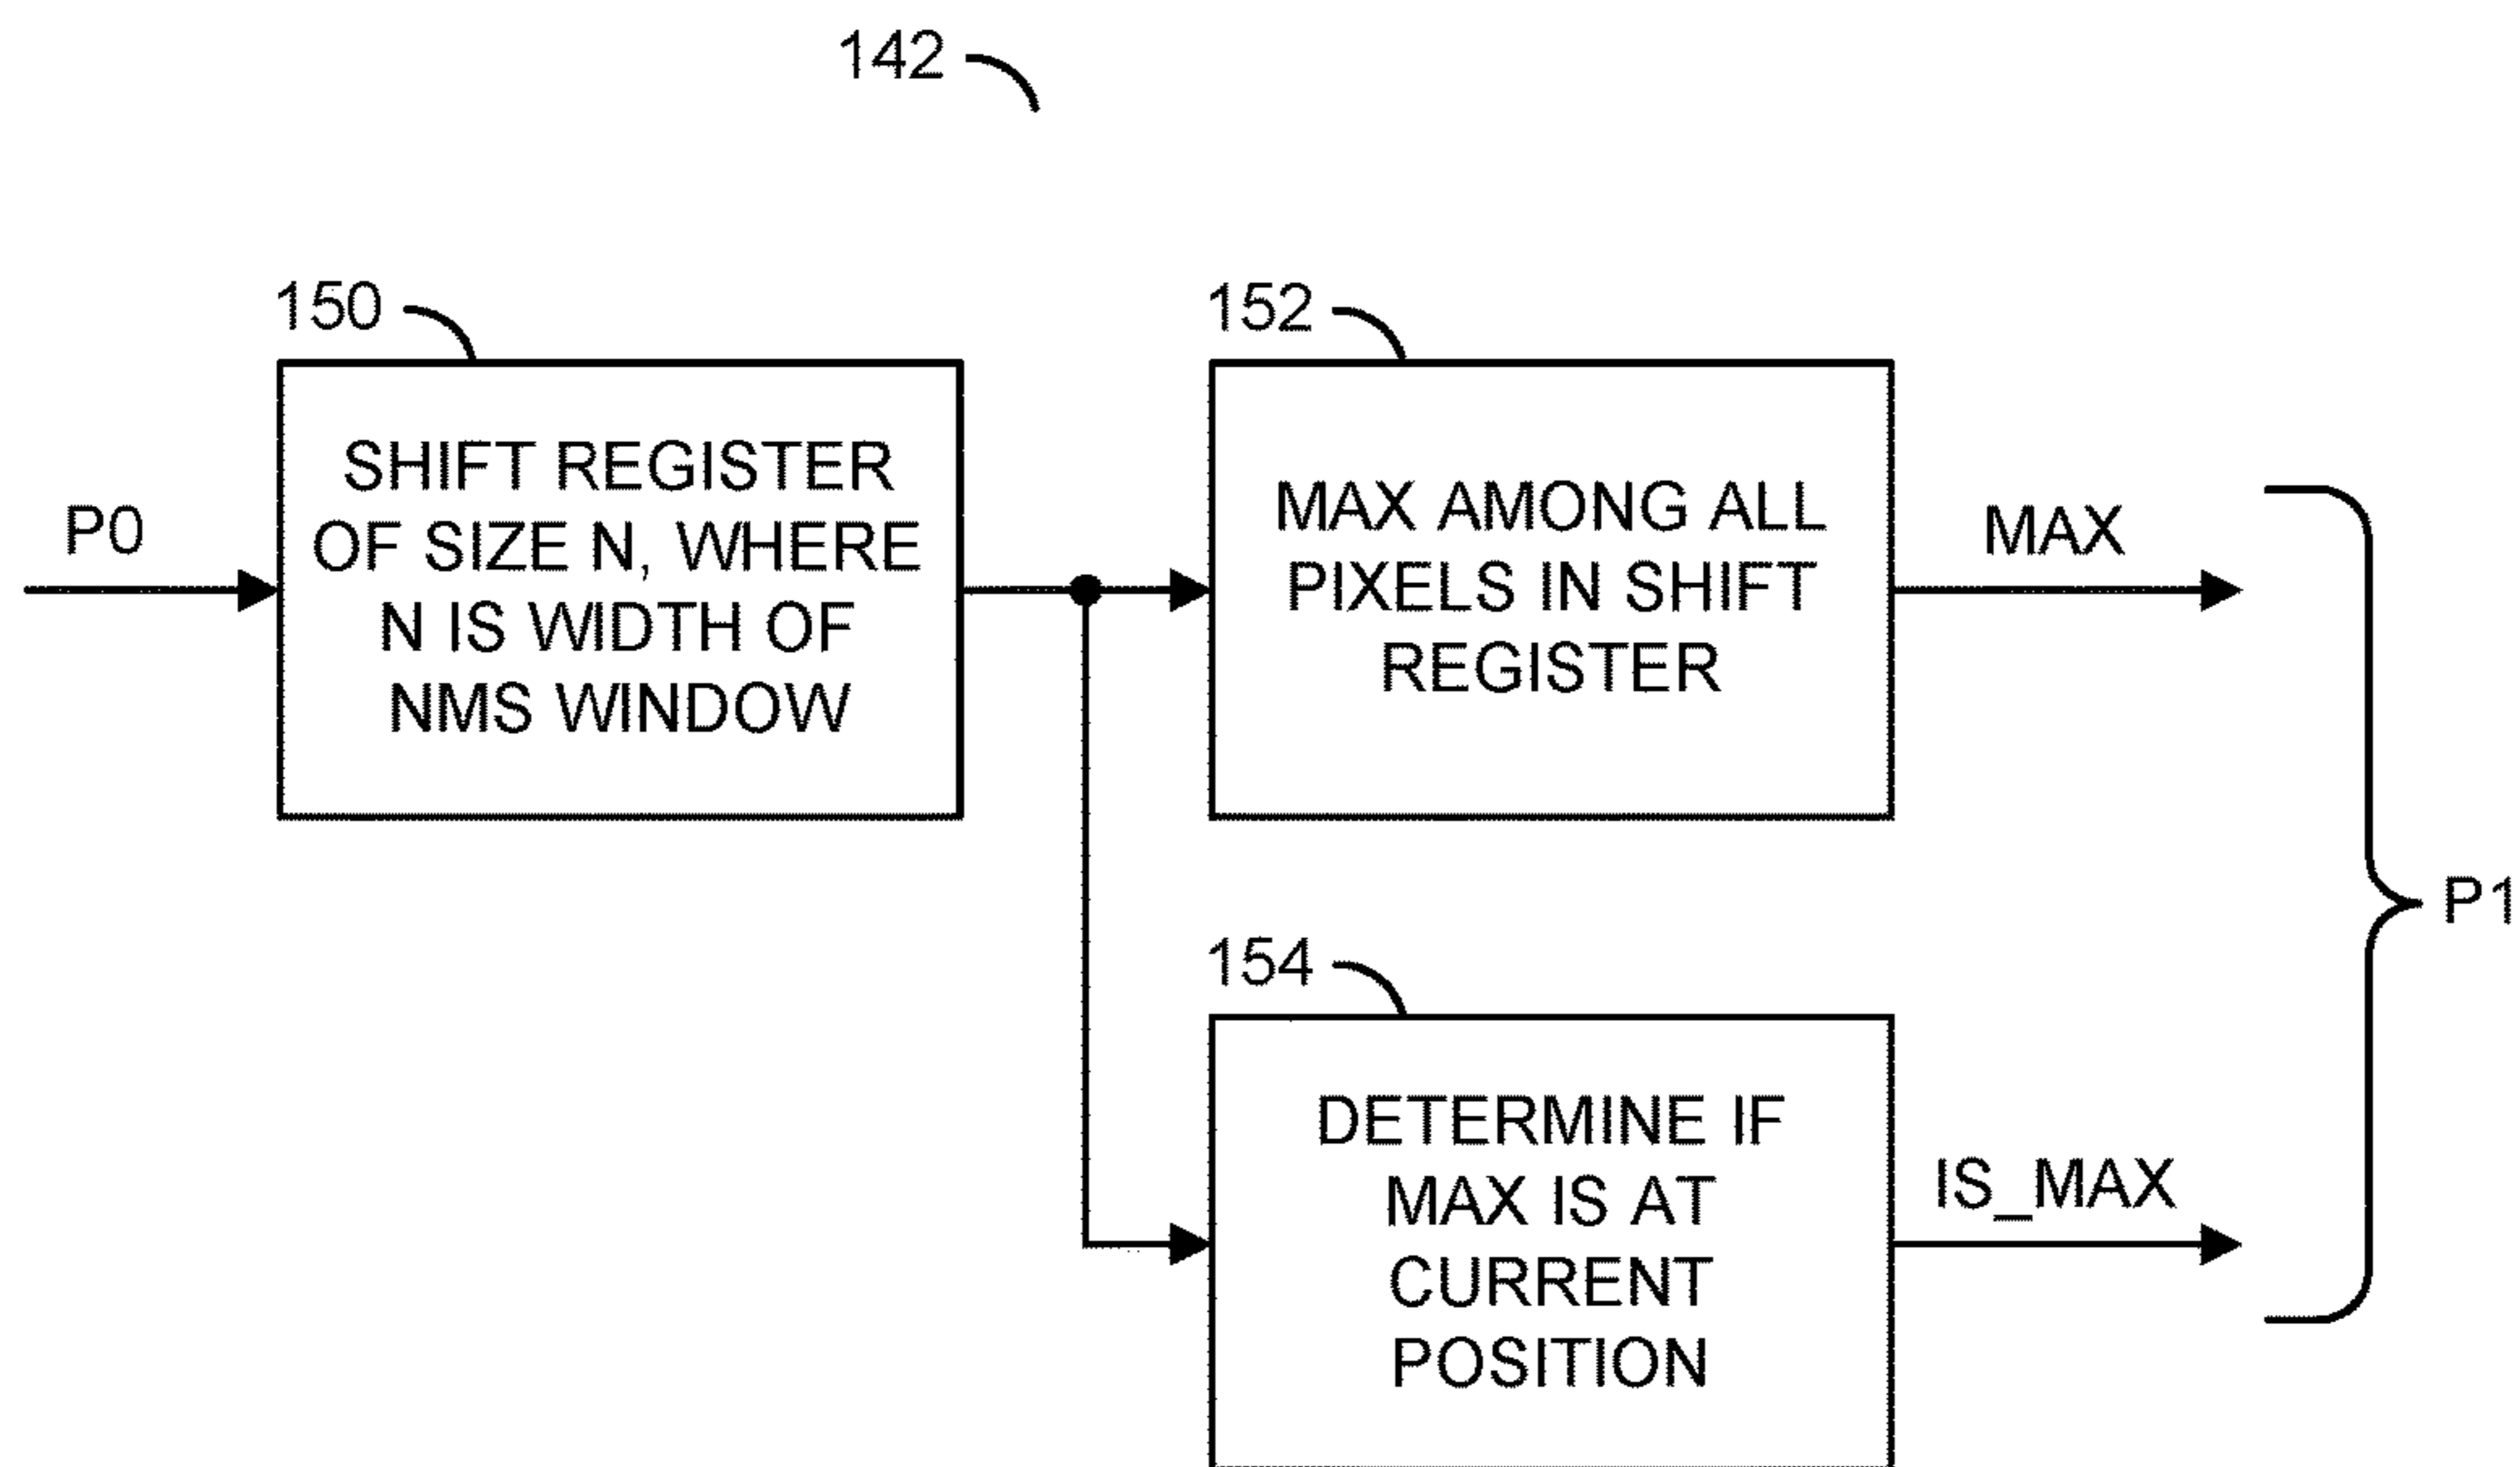 142
150
152
SHIFT REGISTER
OF SIZE N, WHERE
N IS WIDTH OF
NMS WINDOW
P0
MAX AMONG ALL
PIXELS IN SHIFT
REGISTER
MAX
P1
154
DETERMINE IF
MAX IS AT
CURRENT
POSITION
IS_MAX